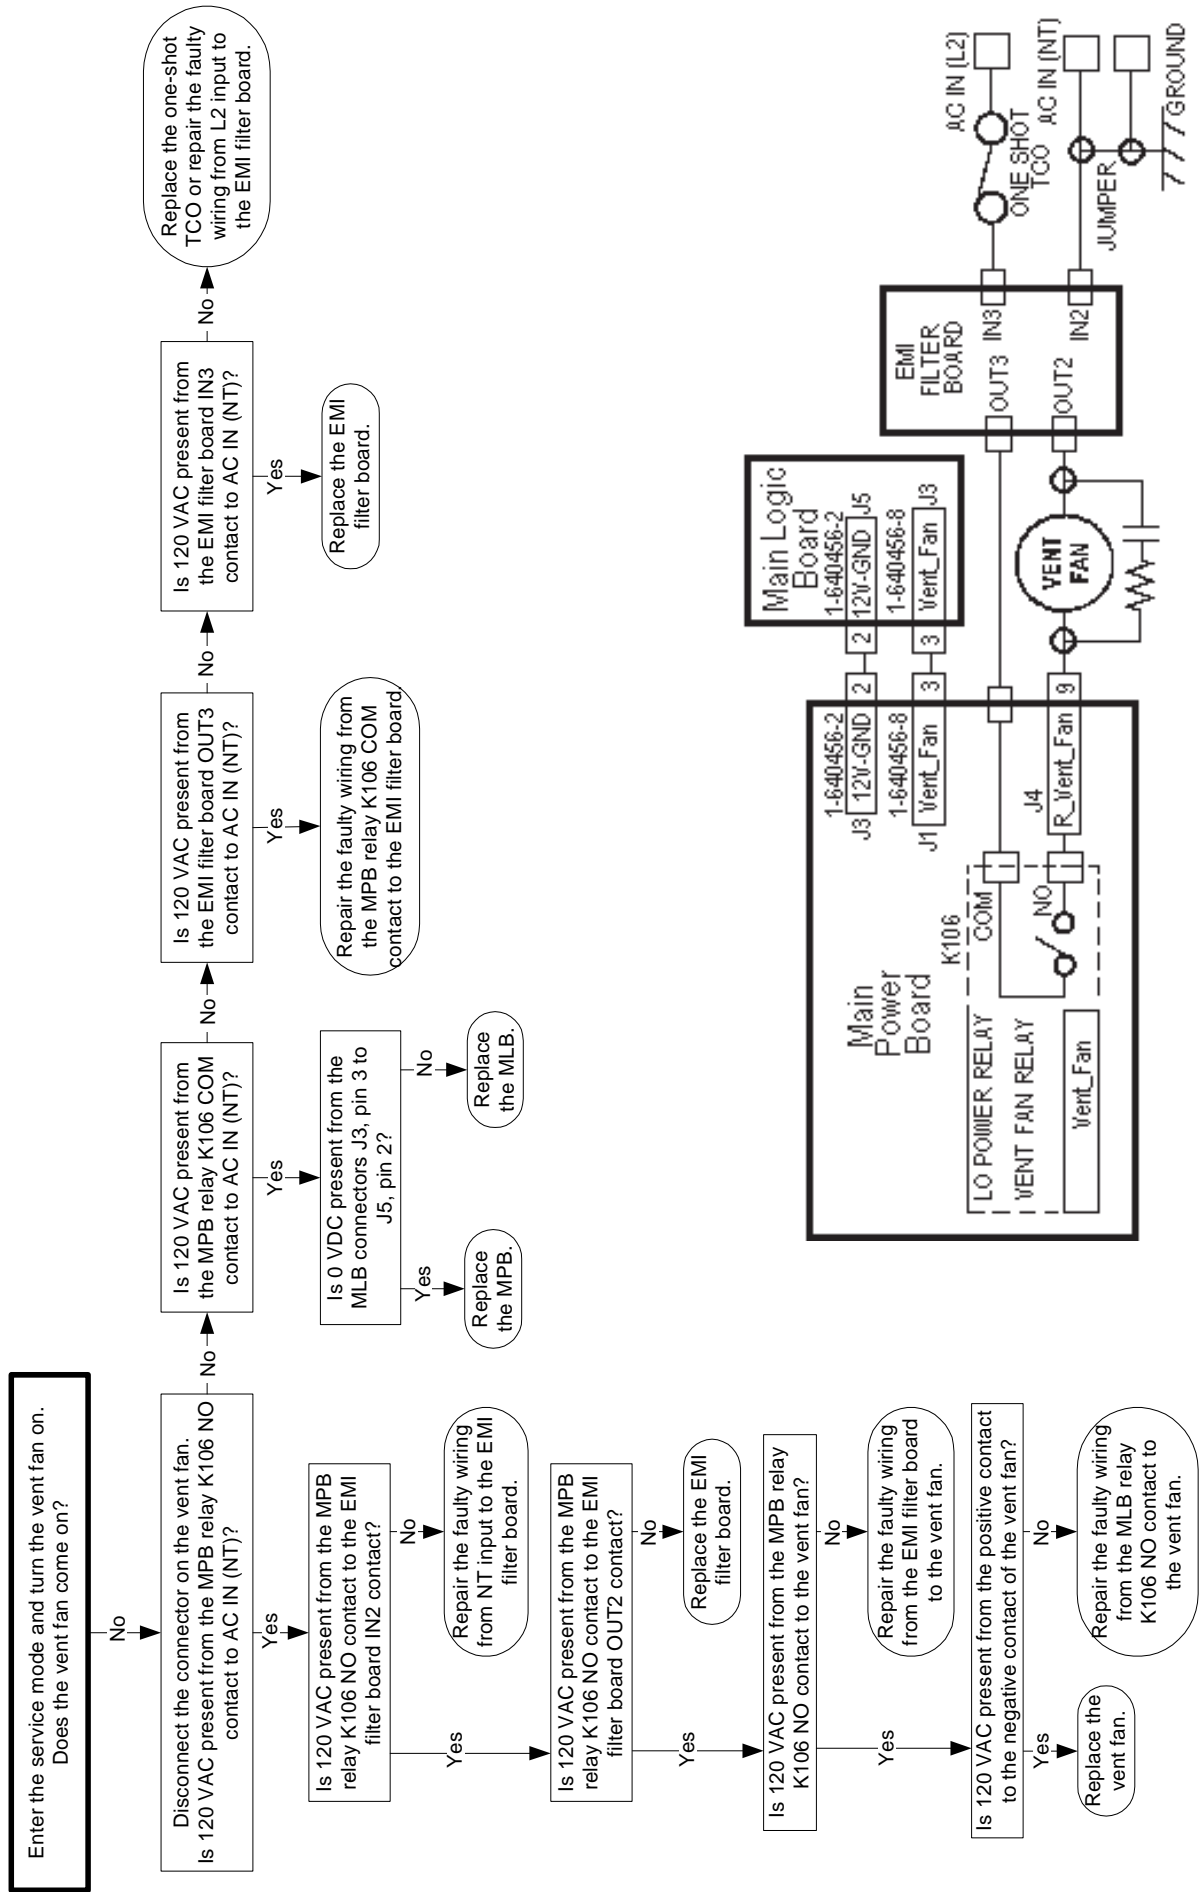 Enter the service mode and turn the vent fan on.
Does the vent fan come on?
No
Disconnect the connector on the vent fan.
Is 120 VAC present from the MPB relay K106 NO
contact to AC IN (NT)?
No
Is 120 VAC present from
the MPB relay K106 COM
contact to AC IN (NT)?
No
Is 120 VAC present from
the EMI filter board OUT3
contact to AC IN (NT)?
No
Is 120 VAC present from
the EMI filter board IN3
contact to AC IN (NT)?
No
Replace the one-shot
TCO or repair the faulty
wiring from L2 input to
the EMI filter board.
Yes
Yes
Yes
Yes
Is 120 VAC present from the MPB
relay K106 NO contact to the EMI
filter board IN2 contact?
Is 0 VDC present from the
MLB connectors J3, pin 3 to
J5, pin 2?
Repair the faulty wiring from
the MPB relay K106 COM
contact to the EMI filter board.
Replace the EMI
filter board.
Yes
No
Replace
the MPB.
Replace
the MLB.
Yes
No
Repair the faulty wiring
from NT input to the EMI
filter board.
Is 120 VAC present from the MPB
relay K106 NO contact to the EMI
filter board OUT2 contact?
Yes
No
Replace the EMI
filter board.
Is 120 VAC present from the MPB relay
K106 NO contact to the vent fan?
Yes
No
Repair the faulty wiring
from the EMI filter board
to the vent fan.
Is 120 VAC present from the positive contact
to the negative contact of the vent fan?
Yes
No
Replace the
vent fan.
Repair the faulty wiring
from the MLB relay
K106 NO contact to
the vent fan.
Main
Power
Board
K106
LO POWER RELAY
COM
VENT FAN RELAY
NO
Vent_Fan
1-640456-2
J3 12V-GND 2
1-640456-8
J1 Vent_Fan 3
J4
R_Vent_Fan 9
Main Logic
Board
1-640456-2
2 12V-GND J5
1-640456-8
3 Vent_Fan J3
VENT
FAN
EMI
FILTER
BOARD
OUT3 IN3
OUT2 IN2
AC IN (L2)
ONE SHOT
TCO
AC IN (NT)
JUMPER
GROUND